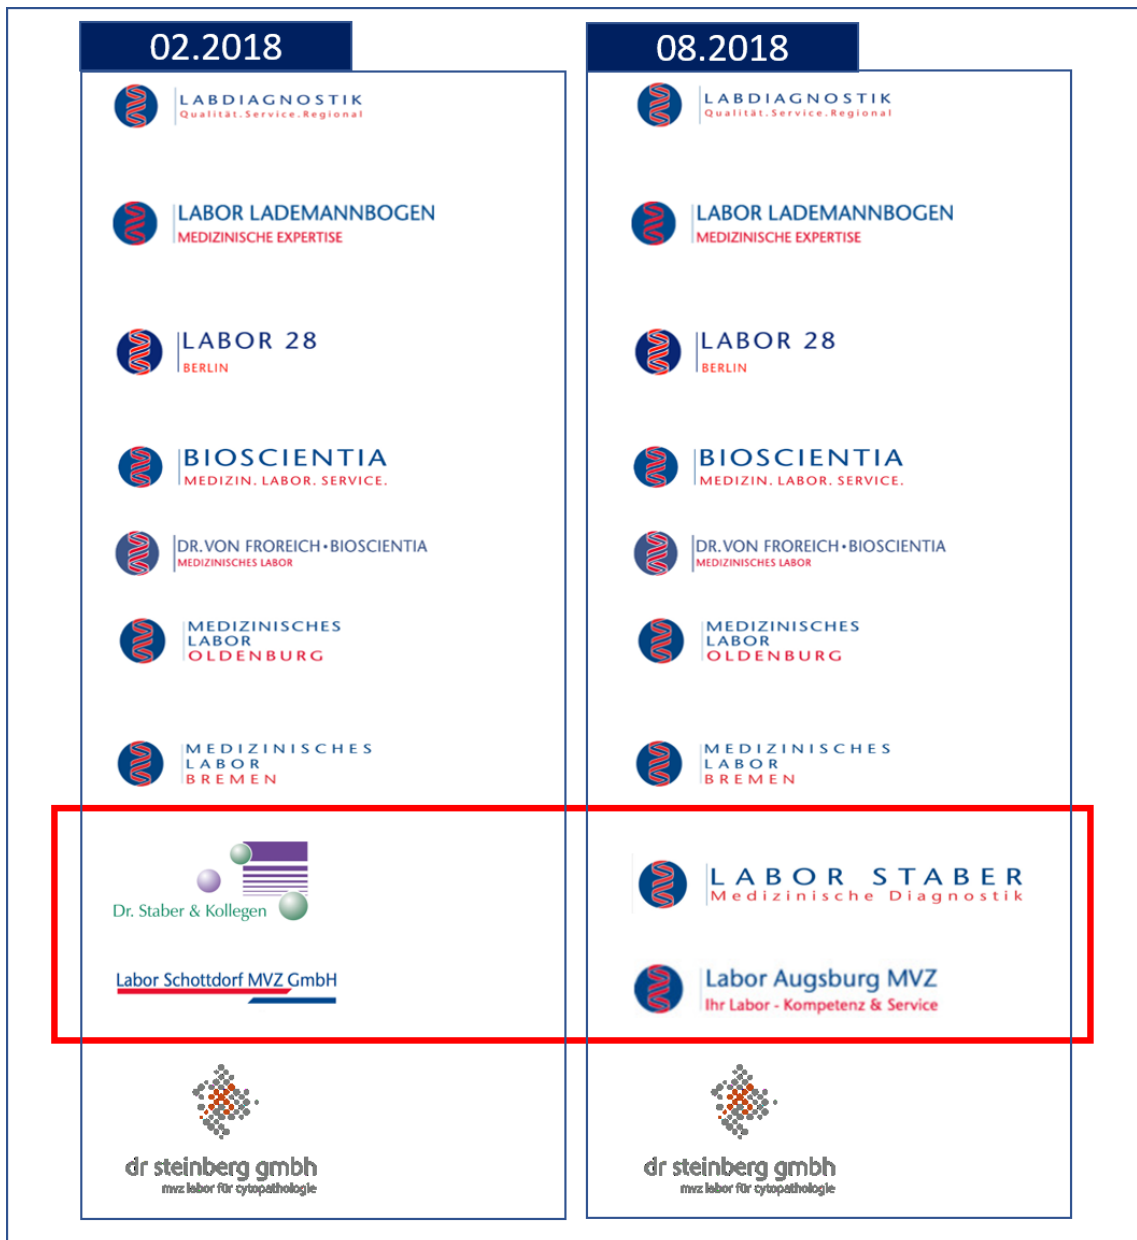 02.2018
LABDIAGNOSTIK
Qualität.Service.Regional
LABOR LADEMANNBOGEN
MEDIZINISCHE EXPERTISE
LABOR 28
BERLIN
BIOSCIENTIA
MEDIZIN. LABOR. SERVICE.
DR. VON FROREICH•BIOSCIENTIA
MEDIZINISCHES LABOR
MEDIZINISCHES
LABOR
OLDENBURG
MEDIZINISCHES
LABOR
BREMEN
Dr. Staber & Kollegen
Labor Schottdorf MVZ GmbH
dr steinberg gmbh
mvz labor für cytopathologie
08.2018
LABDIAGNOSTIK
Qualität.Service.Regional
LABOR LADEMANNBOGEN
MEDIZINISCHE EXPERTISE
LABOR 28
BERLIN
BIOSCIENTIA
MEDIZIN. LABOR. SERVICE.
DR. VON FROREICH•BIOSCIENTIA
MEDIZINISCHES LABOR
MEDIZINISCHES
LABOR
OLDENBURG
MEDIZINISCHES
LABOR
BREMEN
LABOR STABER
Medizinische Diagnostik
Labor Augsburg MVZ
Ihr Labor - Kompetenz & Service
dr steinberg gmbh
mvz labor für cytopathologie